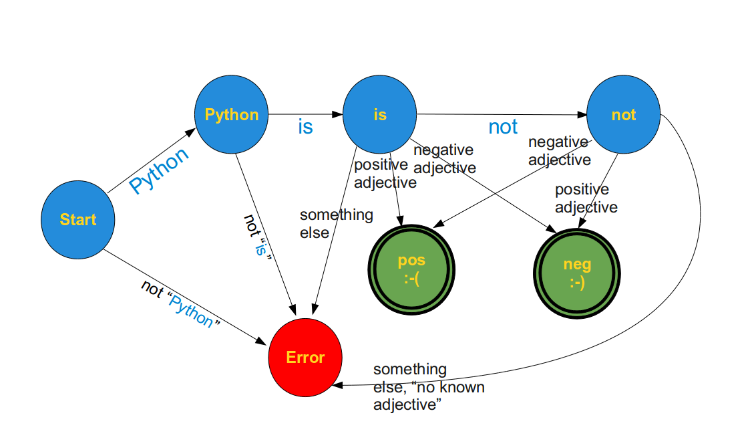 Python
is
is
not
not
Python
positive
adjective
negative
adjective
negative
adjective
positive
adjective
Start
not "is"
something
else
pos
:-(
neg
:-)
not “Python”
Error
something
else, “no known
adjective”